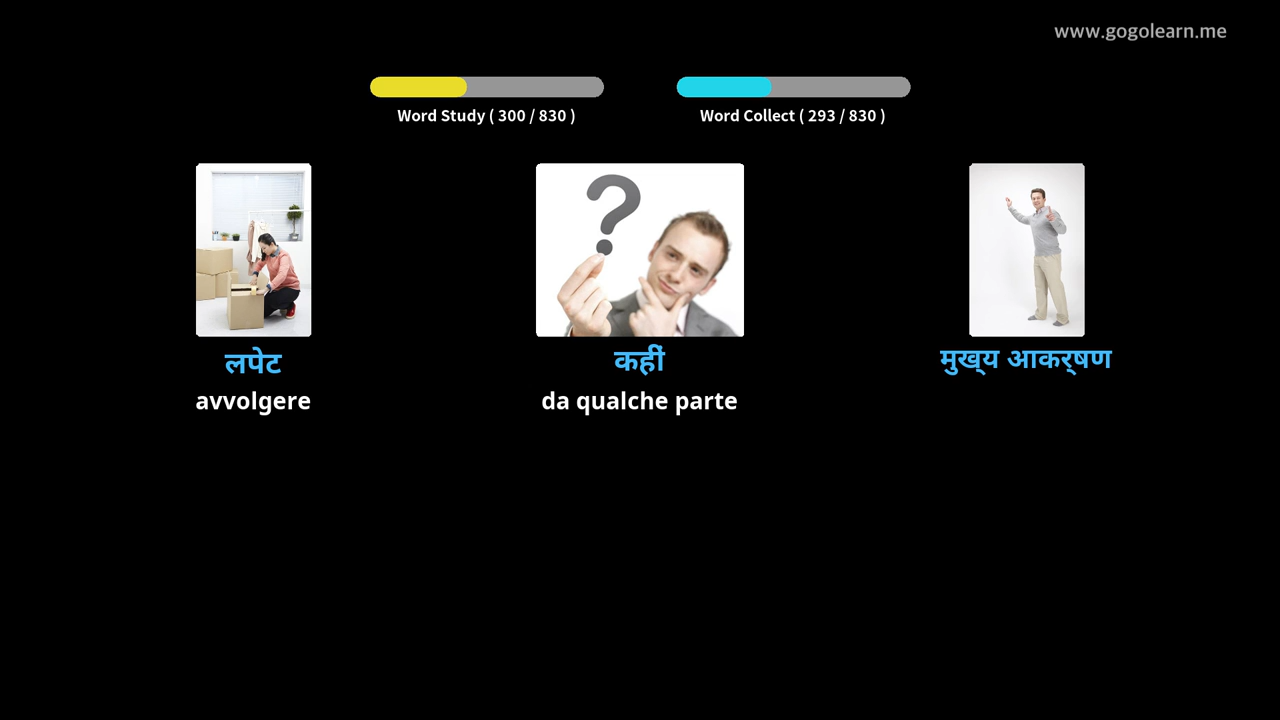 www.gogolearn.me
Word Study ( 300 / 830 )
Word Collect ( 293 / 830 )
लपेट
कहीं
मुख्य आकर्षण
avvolgere
da qualche parte